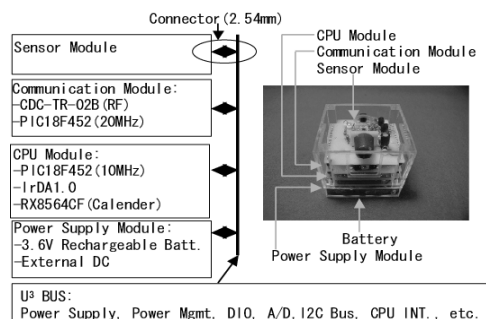 Connector(2.54mm)
Sensor Module
Communication Module:
-CDC-TR-02B(RF)
-PIC18F452(20MHz)
CPU Module:
-PIC18F452(10MHz)
-IrDA1.0
-RX8564CF(Calender)
Power Supply Module:
-3.6V Rechargeable Batt.
-External DC
U³ BUS:
Power Supply, Power Mgmt, DIO, A/D,I2C Bus, CPU INT., etc.
CPU Module
Communication Module
Sensor Module
Battery
Power Supply Module